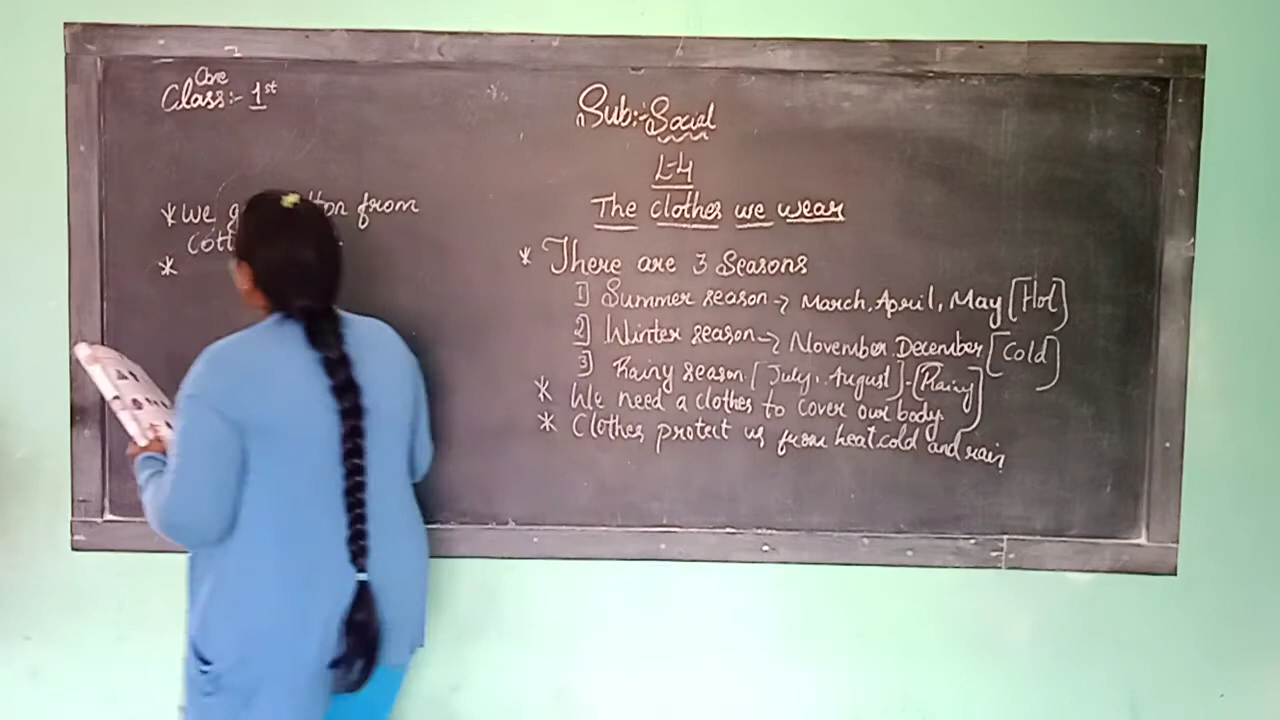 One
Class:- 1st
Sub:- Social
L-4
The clothes we wear
* There are 3 Seasons
1] Summer season → March, April, May [Hot]
2] Winter season → November, December [Cold]
3] Rainy season. [July, August]. [Rainy]
* We need a clothes to cover our body.
* Clothes protect us from heat, cold and rain
* We from
*